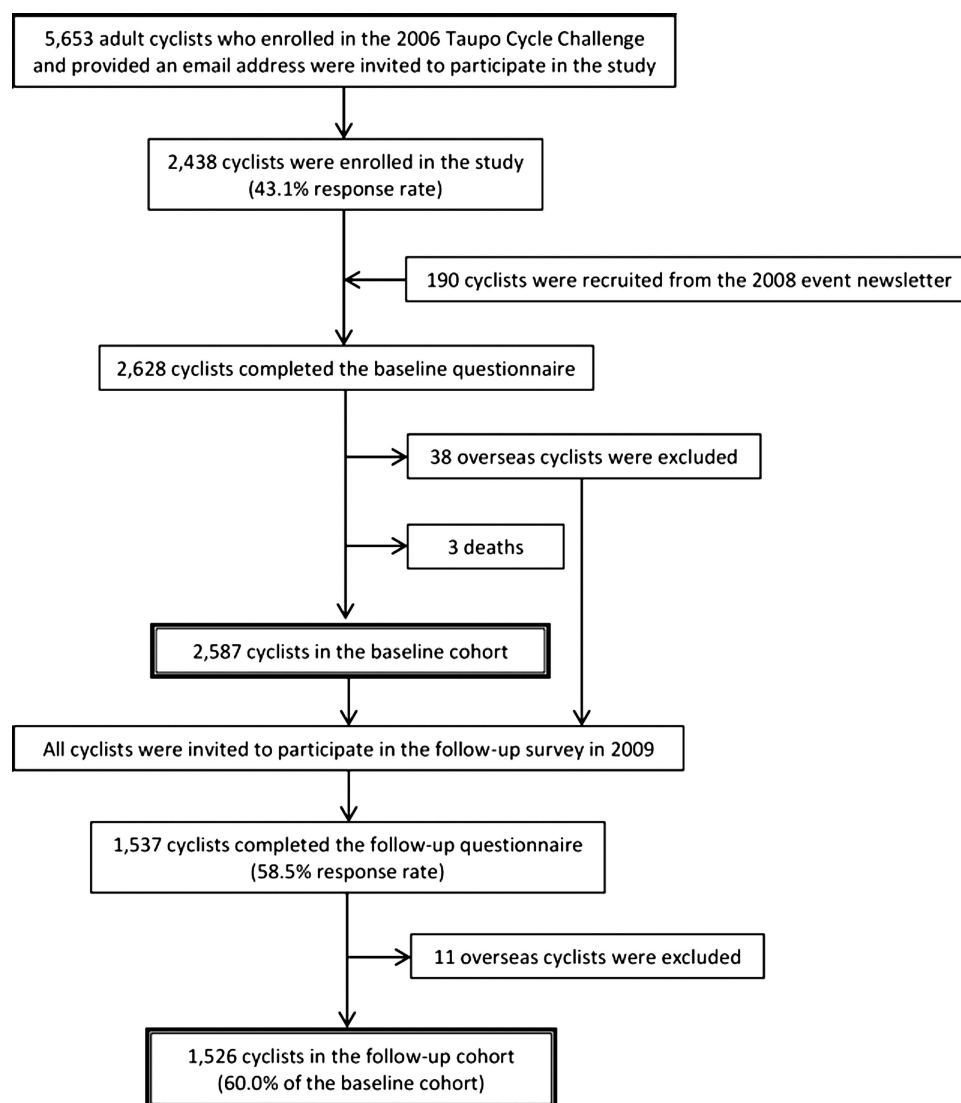 5,653 adult cyclists who enrolled in the 2006 Taupo Cycle Challenge
and provided an email address were invited to participate in the study
2,438 cyclists were enrolled in the study
(43.1% response rate)
190 cyclists were recruited from the 2008 event newsletter
2,628 cyclists completed the baseline questionnaire
38 overseas cyclists were excluded
3 deaths
2,587 cyclists in the baseline cohort
All cyclists were invited to participate in the follow-up survey in 2009
1,537 cyclists completed the follow-up questionnaire
(58.5% response rate)
11 overseas cyclists were excluded
1,526 cyclists in the follow-up cohort
(60.0% of the baseline cohort)